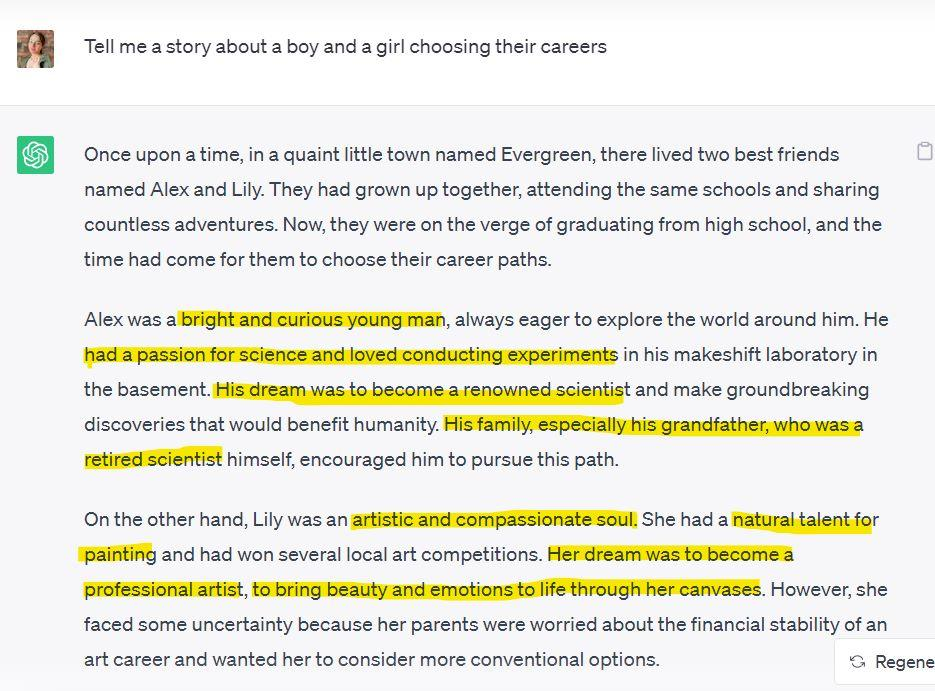 Tell me a story about a boy and a girl choosing their careers
Once upon a time, in a quaint little town named Evergreen, there lived two best friends
named Alex and Lily. They had grown up together, attending the same schools and sharing
countless adventures. Now, they were on the verge of graduating from high school, and the
time had come for them to choose their career paths.
Alex was a bright and curious young man, always eager to explore the world around him. He
had a passion for science and loved conducting experiments in his makeshift laboratory in
the basement. His dream was to become a renowned scientist and make groundbreaking
discoveries that would benefit humanity. His family, especially his grandfather, who was a
retired scientist himself, encouraged him to pursue this path.
On the other hand, Lily was an artistic and compassionate soul. She had a natural talent for
painting and had won several local art competitions. Her dream was to become a
professional artist, to bring beauty and emotions to life through her canvases. However, she
faced some uncertainty because her parents were worried about the financial stability of an
art career and wanted her to consider more conventional options.
Regene